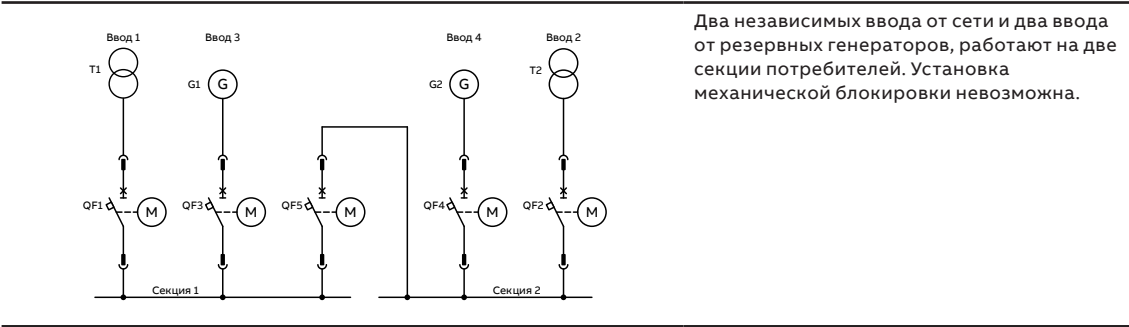 Ввод 1
Ввод 3
Ввод 4
Ввод 2
T1
G1
G
G2
G
T2
QF1
M
QF3
M
QF5
M
QF4
M
QF2
M
Секция 1
Секция 2
Два независимых ввода от сети и два ввода
от резервных генераторов, работают на две
секции потребителей. Установка
механической блокировки невозможна.